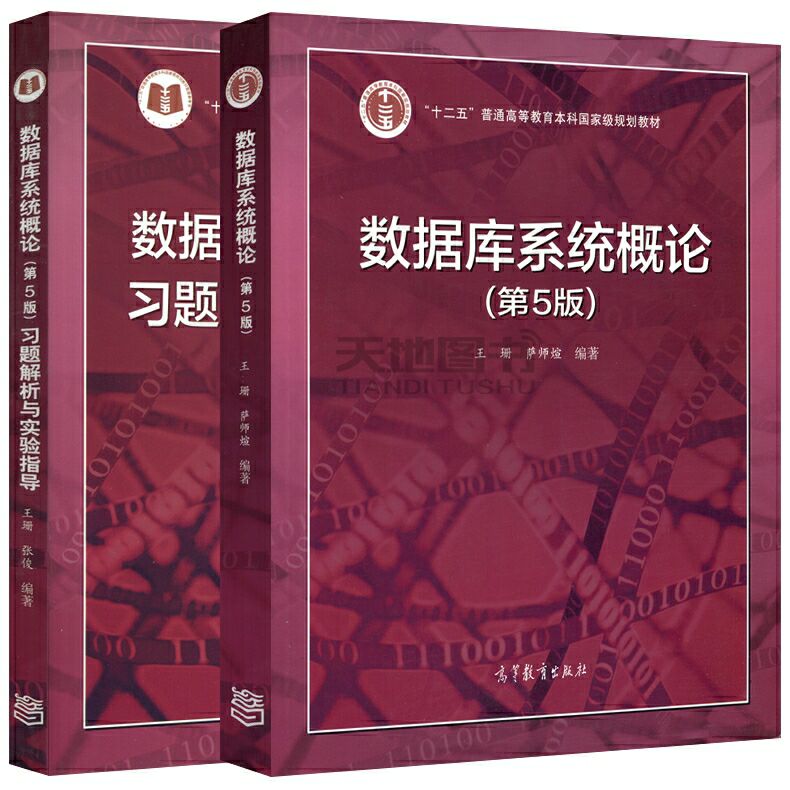 数据库系统概论
(第5版)
习题解析与实验指导
王珊 张俊 编著
“十
数据
习题
数据库系统概论
(第5版)
王珊 萨师煊 编著
“十二五”普通高等教育本科国家级规划教材
数据库系统概论
(第5版)
王珊 萨师煊 编著
天地图书
TIANDI TUSHU
高等教育出版社